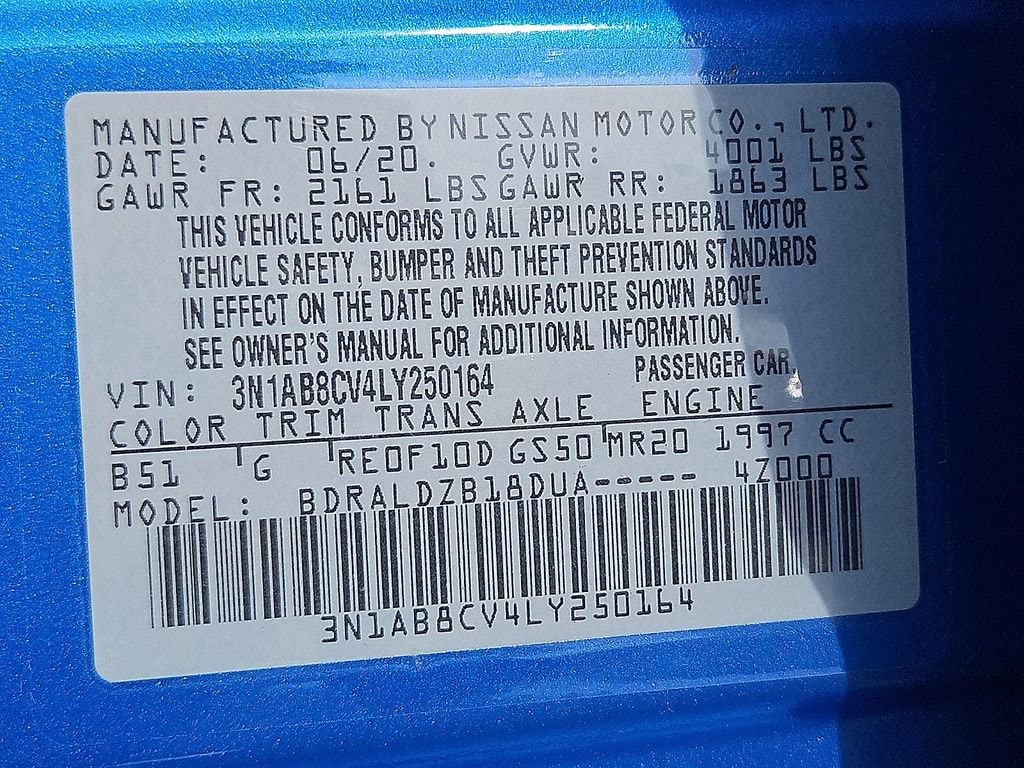 MANUFACTURED BY NISSAN MOTOR CO., LTD.
DATE: 06/20. GVWR: 4001 LBS
GAWR FR: 2161 LBS GAWR RR: 1863 LBS
THIS VEHICLE CONFORMS TO ALL APPLICABLE FEDERAL MOTOR
VEHICLE SAFETY, BUMPER AND THEFT PREVENTION STANDARDS
IN EFFECT ON THE DATE OF MANUFACTURE SHOWN ABOVE.
SEE OWNER'S MANUAL FOR ADDITIONAL INFORMATION.
VIN: 3N1AB8CV4LY250164 PASSENGER CAR.
COLOR TRIM TRANS AXLE ENGINE
B51 G RE0F10D GS50 MR20 1997 CC
MODEL: BDRALDZB18DUA----- 4Z000
3N1AB8CV4LY250164